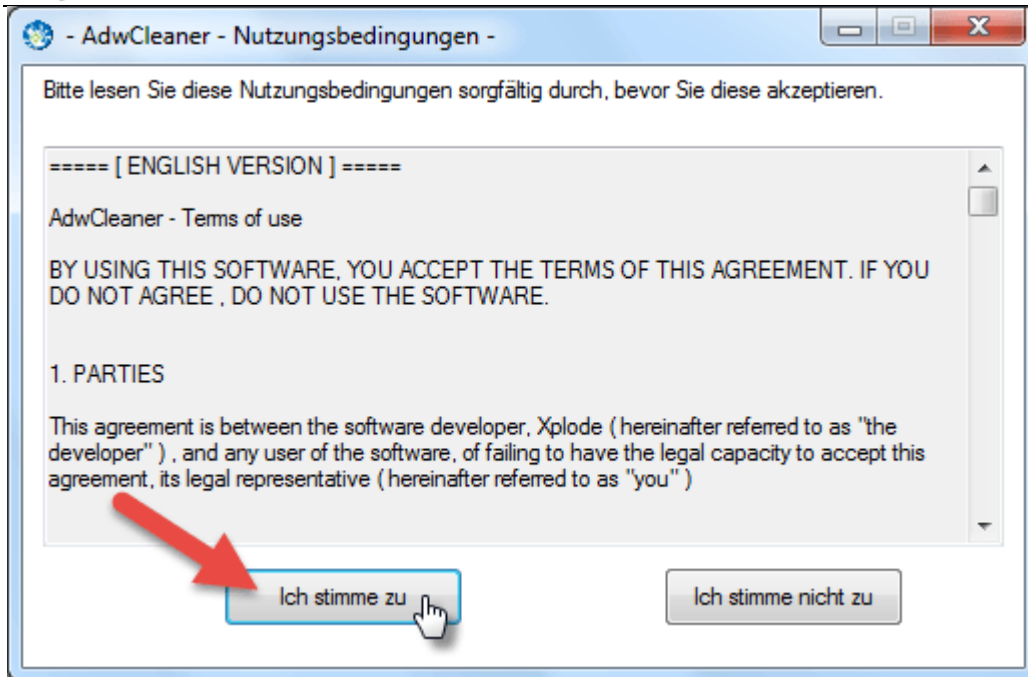 - AdwCleaner - Nutzungsbedingungen -
Bitte lesen Sie diese Nutzungsbedingungen sorgfältig durch, bevor Sie diese akzeptieren.
===== [ ENGLISH VERSION ] =====
AdwCleaner - Terms of use
BY USING THIS SOFTWARE, YOU ACCEPT THE TERMS OF THIS AGREEMENT. IF YOU
DO NOT AGREE , DO NOT USE THE SOFTWARE.
1. PARTIES
This agreement is between the software developer, Xplode ( hereinafter referred to as "the
developer" ) , and any user of the software, of failing to have the legal capacity to accept this
agreement, its legal representative ( hereinafter referred to as "you" )
Ich stimme zu
Ich stimme nicht zu